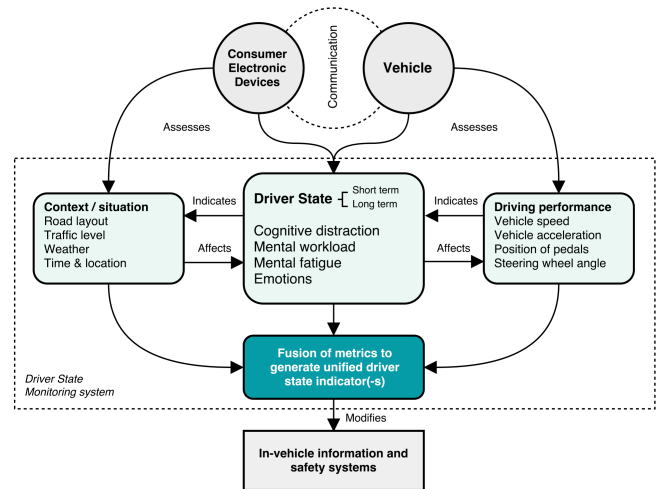 Consumer
Electronic
Devices
Communication
Vehicle
Assesses
Assesses
Context / situation
Road layout
Traffic level
Weather
Time & location
Indicates
Affects
Driver State
Short term
Long term
Cognitive distraction
Mental workload
Mental fatigue
Emotions
Indicates
Affects
Driving performance
Vehicle speed
Vehicle acceleration
Position of pedals
Steering wheel angle
Fusion of metrics to
generate unified driver
state indicator(-s)
Driver State
Monitoring system
Modifies
In-vehicle information and
safety systems